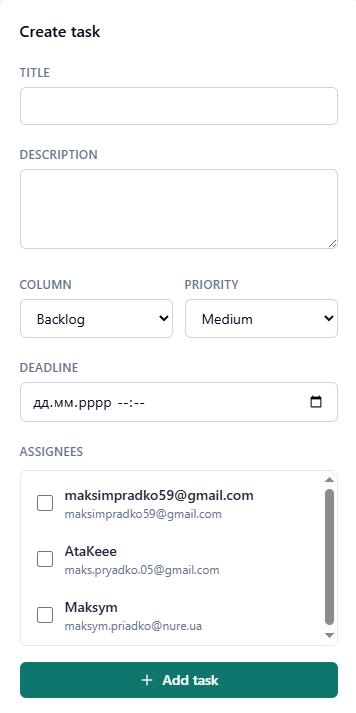 Create task
TITLE
DESCRIPTION
COLUMN PRIORITY
Backlog Medium
DEADLINE
дд.мм.рррр --:--
ASSIGNEES
maksimpradko59@gmail.com
maksimpradko59@gmail.com
AtaKeee
maks.pryadko.05@gmail.com
Maksym
maksym.priadko@nure.ua
+ Add task